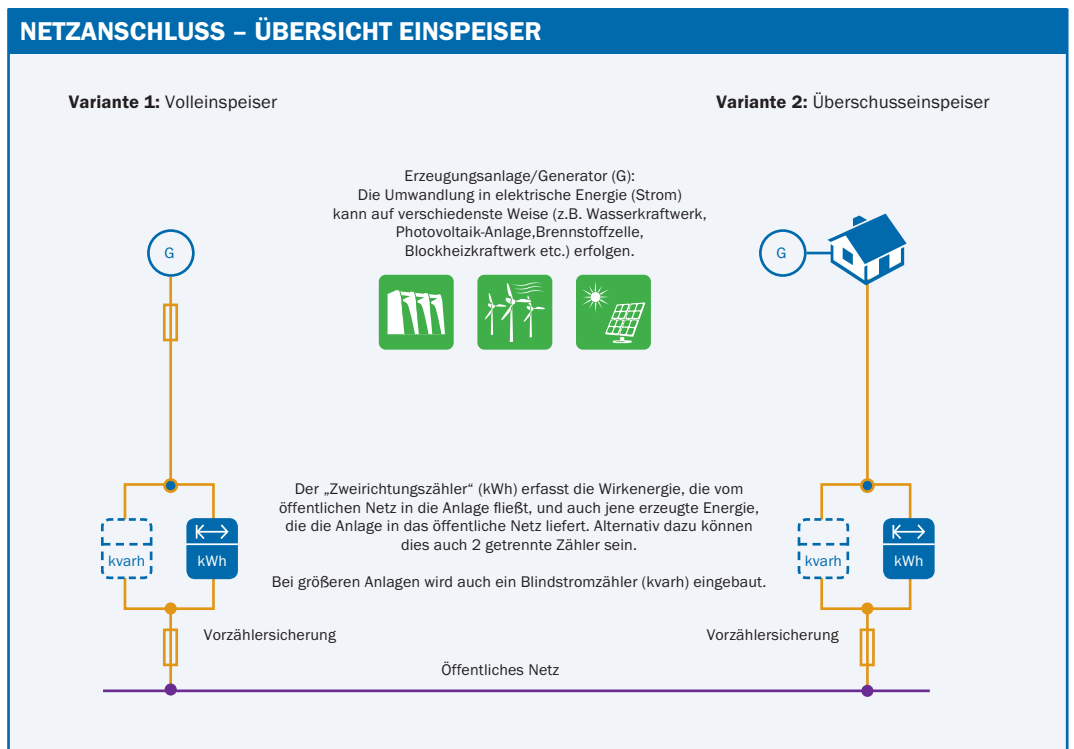 NETZANSCHLUSS – ÜBERSICHT EINSPEISER
Variante 1: Volleinspeiser
Variante 2: Überschusseinspeiser
Erzeugungsanlage/Generator (G):
Die Umwandlung in elektrische Energie (Strom)
kann auf verschiedenste Weise (z.B. Wasserkraftwerk,
Photovoltaik-Anlage,Brennstoffzelle,
Blockheizkraftwerk etc.) erfolgen.
G
G
Der „Zweirichtungszähler“ (kWh) erfasst die Wirkenergie, die vom
öffentlichen Netz in die Anlage fließt, und auch jene erzeugte Energie,
die die Anlage in das öffentliche Netz liefert. Alternativ dazu können
dies auch 2 getrennte Zähler sein.
Bei größeren Anlagen wird auch ein Blindstromzähler (kvarh) eingebaut.
kvarh
kWh
kvarh
kWh
Vorzählersicherung
Vorzählersicherung
Öffentliches Netz